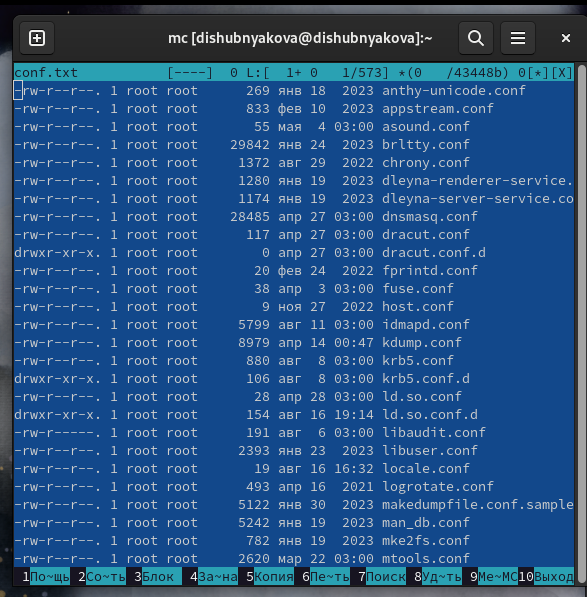 mc [dishubnyakova@dishubnyakova]:~
conf.txt [----] 0 L:[ 1+ 0 1/573] *(0 /43448b) 0[*][X]
-rw-r--r--. 1 root root 269 янв 18 2023 anthy-unicode.conf
-rw-r--r--. 1 root root 833 фев 10 2023 appstream.conf
-rw-r--r--. 1 root root 55 мая 4 03:00 asound.conf
-rw-r--r--. 1 root root 29842 янв 24 2023 brltty.conf
-rw-r--r--. 1 root root 1372 авг 29 2022 chrony.conf
-rw-r--r--. 1 root root 1280 янв 19 2023 dleyna-renderer-service.
-rw-r--r--. 1 root root 1174 янв 19 2023 dleyna-server-service.co
-rw-r--r--. 1 root root 28485 апр 27 03:00 dnsmasq.conf
-rw-r--r--. 1 root root 117 апр 27 03:00 dracut.conf
drwxr-xr-x. 1 root root 0 апр 27 03:00 dracut.conf.d
-rw-r--r--. 1 root root 20 фев 24 2022 fprintd.conf
-rw-r--r--. 1 root root 38 апр 3 03:00 fuse.conf
-rw-r--r--. 1 root root 9 ноя 27 2022 host.conf
-rw-r--r--. 1 root root 5799 авг 11 03:00 idmapd.conf
-rw-r--r--. 1 root root 8979 апр 14 00:47 kdump.conf
-rw-r--r--. 1 root root 880 авг 8 03:00 krb5.conf
drwxr-xr-x. 1 root root 106 авг 8 03:00 krb5.conf.d
-rw-r--r--. 1 root root 28 апр 28 03:00 ld.so.conf
drwxr-xr-x. 1 root root 154 авг 16 19:14 ld.so.conf.d
-rw-r-----. 1 root root 191 авг 6 03:00 libaudit.conf
-rw-r--r--. 1 root root 2393 янв 23 2023 libuser.conf
-rw-r--r--. 1 root root 19 авг 16 16:32 locale.conf
-rw-r--r--. 1 root root 493 апр 16 2021 logrotate.conf
-rw-r--r--. 1 root root 5122 янв 30 2023 makedumpfile.conf.sample
-rw-r--r--. 1 root root 5242 янв 19 2023 man_db.conf
-rw-r--r--. 1 root root 782 янв 19 2023 mke2fs.conf
-rw-r--r--. 1 root root 2620 мар 22 03:00 mtools.conf
1По~щь 2Со~ть 3Блок 4За~на 5Копия 6Пе~ть 7Поиск 8Уд~ть 9Ме~МС10Выход